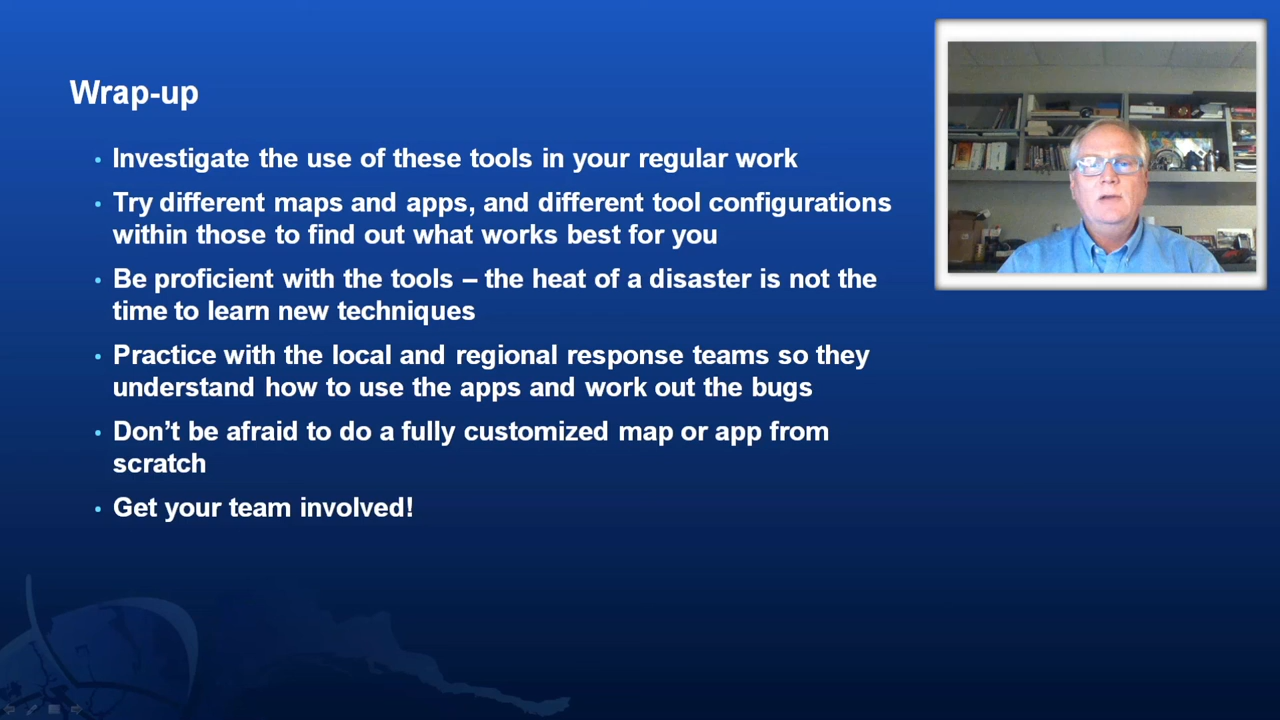 Wrap-up
• Investigate the use of these tools in your regular work
• Try different maps and apps, and different tool configurations
within those to find out what works best for you
• Be proficient with the tools – the heat of a disaster is not the
time to learn new techniques
• Practice with the local and regional response teams so they
understand how to use the apps and work out the bugs
• Don’t be afraid to do a fully customized map or app from
scratch
• Get your team involved!